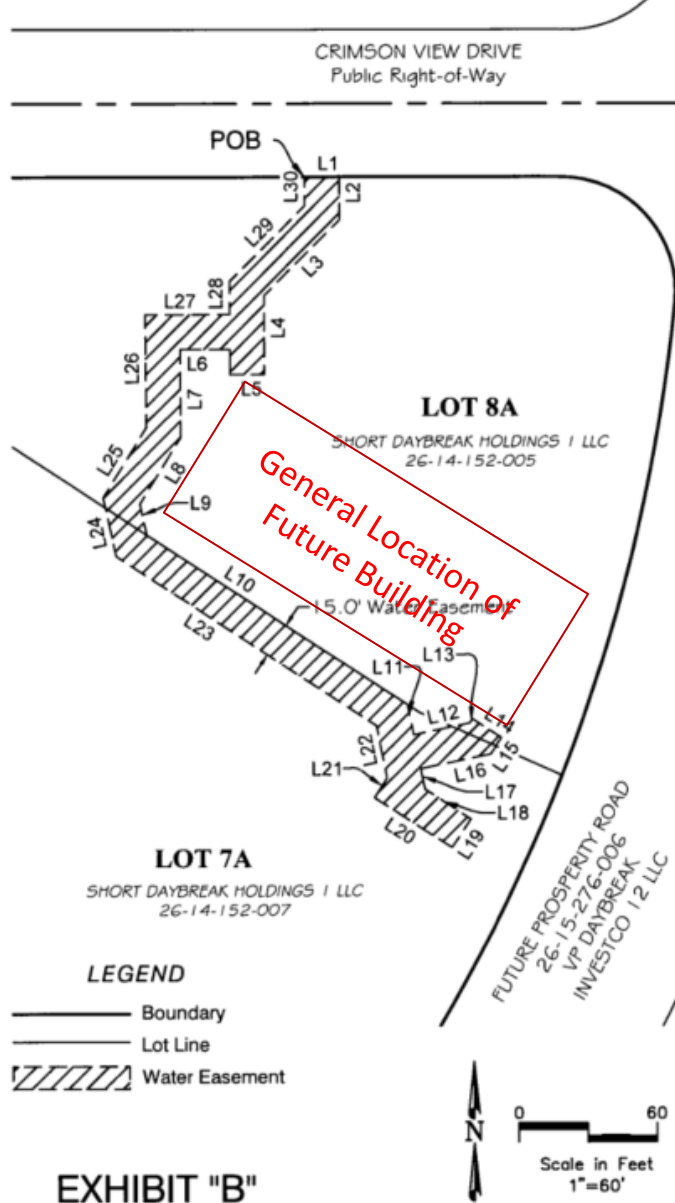 CRIMSON VIEW DRIVE
Public Right-of-Way
POB
L1
L30
L2
L29
L3
L28
L27
L4
L6
L26
L5
L7
LOT 8A
SHORT DAYBREAK HOLDINGS 1 LLC
26-14-152-005
L25
L8
L9
General Location of
Future Building
L24
L10
15.0' Water Easement
L23
L13
L11
L12
L14
L15
L22
L16
L21
L17
L18
L20
L19
LOT 7A
SHORT DAYBREAK HOLDINGS 1 LLC
26-14-152-007
FUTURE PROSPERITY ROAD
26-15-276-006
VP DAYBREAK
INVESTCO 12 LLC
LEGEND
Boundary
Lot Line
Water Easement
N
0 60
Scale in Feet
1"=60'
EXHIBIT "B"